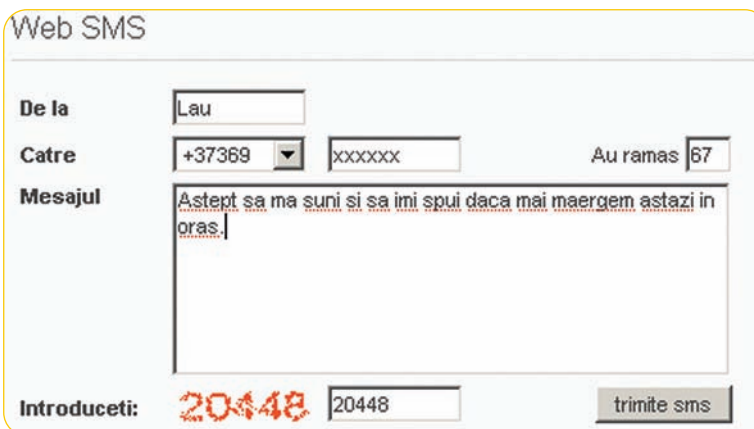 Web SMS
De la Lau
Catre +37369 xxxxxx Au ramas 67
Mesajul Astept sa ma suni si sa imi spui daca mai maergem astazi in
oras.
Introduceti: 20448 20448 trimite sms